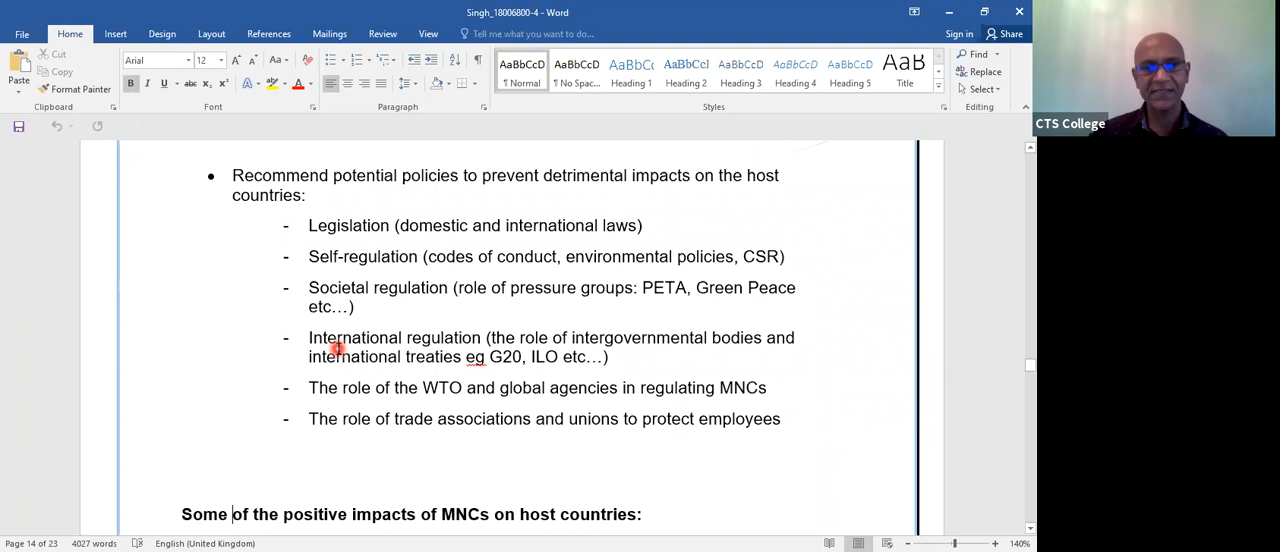 Singh_18006800-4 - Word
File Home Insert Design Layout References Mailings Review View Tell me what you want to do... Sign in Share
Paste Cut Copy Format Painter
Clipboard
Arial 12
Font
Paragraph
AaBbCcD AaBbCcD AaBbCc AaBbCcC AaBbCcD AaBbCcD AaBbCcD AaB
¶ Normal ¶ No Spac... Heading 1 Heading 2 Heading 3 Heading 4 Heading 5 Title
Styles
Find
Replace
Select
Editing
CTS College
• Recommend potential policies to prevent detrimental impacts on the host
countries:
- Legislation (domestic and international laws)
- Self-regulation (codes of conduct, environmental policies, CSR)
- Societal regulation (role of pressure groups: PETA, Green Peace
etc…)
- International regulation (the role of intergovernmental bodies and
international treaties eg G20, ILO etc…)
- The role of the WTO and global agencies in regulating MNCs
- The role of trade associations and unions to protect employees
Some of the positive impacts of MNCs on host countries:
Page 14 of 23 4027 words English (United Kingdom) 140%